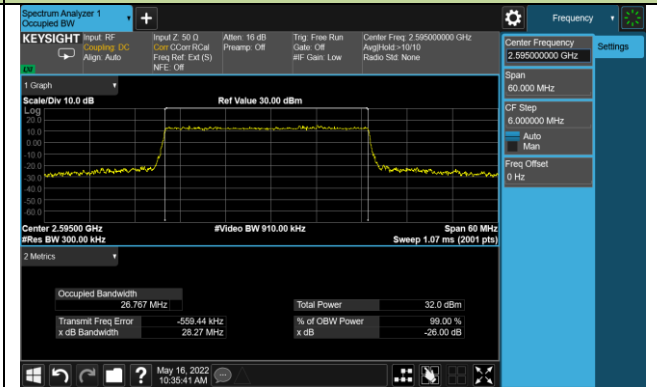 Spectrum Analyzer 1
Occupied BW
Frequency
KEYSIGHT
Input: RF
Coupling: DC
Align: Auto
Input Z: 50 Ω
Corr CCorr RCal
Freq Ref: Ext (S)
NFE: Off
Atten: 16 dB
Preamp: Off
Trig: Free Run
Gate: Off
#IF Gain: Low
Center Freq: 2.595000000 GHz
Avg|Hold:>10/10
Radio Std: None
1 Graph
Scale/Div 10.0 dB
Ref Value 30.00 dBm
Log
20.0
10.0
0.00
-10.0
-20.0
-30.0
-40.0
-50.0
-60.0
Center 2.59500 GHz
#Video BW 910.00 kHz
Span 60 MHz
#Res BW 300.00 kHz
Sweep 1.07 ms (2001 pts)
2 Metrics
Occupied Bandwidth
26.767 MHz
Total Power 32.0 dBm
Transmit Freq Error -559.44 kHz
% of OBW Power 99.00 %
x dB Bandwidth 28.27 MHz
x dB -26.00 dB
Center Frequency
2.595000000 GHz
Settings
Span
60.000 MHz
CF Step
6.000000 MHz
Auto
Man
Freq Offset
0 Hz
?
May 16, 2022
10:35:41 AM